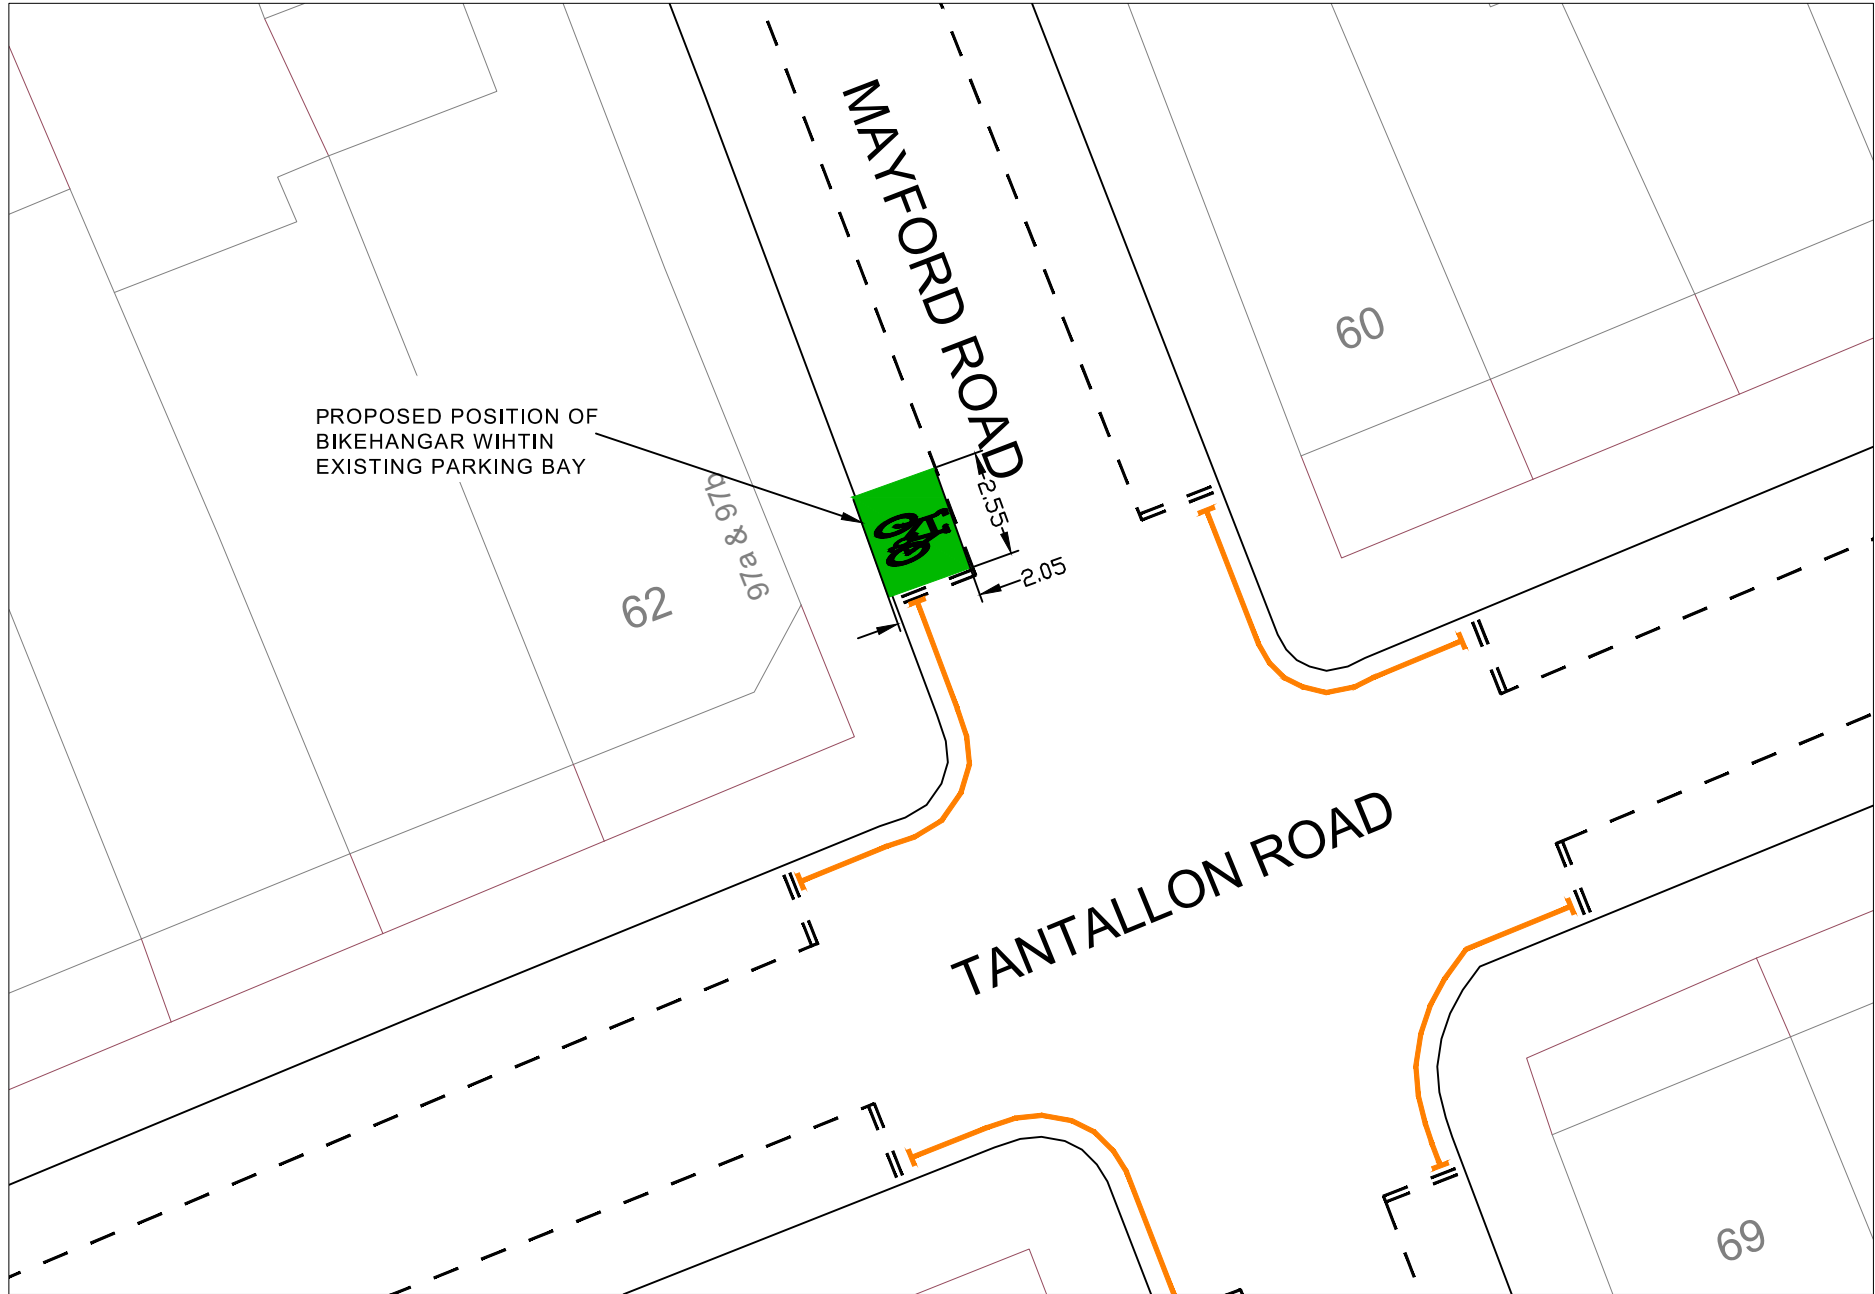 MAYFORD ROAD
60
PROPOSED POSITION OF
BIKEHANGAR WIHTIN
EXISTING PARKING BAY
97a & 97b
2.55
2.05
62
TANTALLON ROAD
69